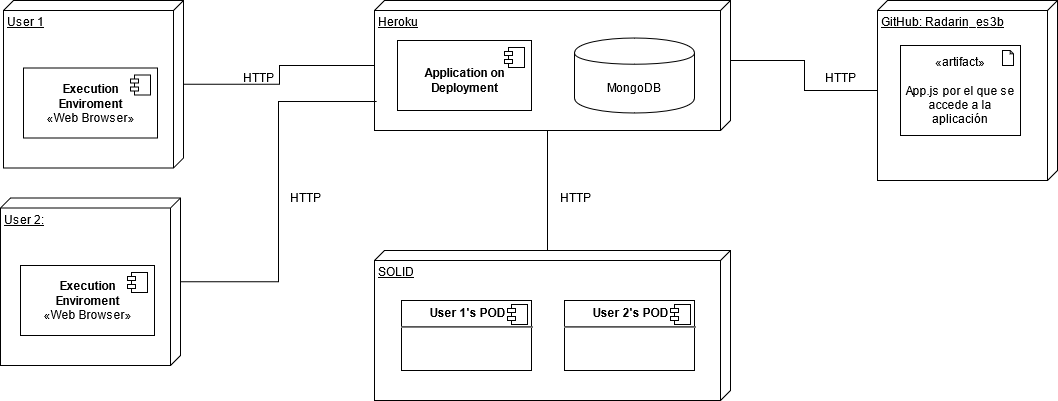 User 1
Execution
Enviroment
«Web Browser»
HTTP
Heroku
Application on
Deployment
MongoDB
HTTP
GitHub: Radarin_es3b
«artifact»
App.js por el que se
accede a la
aplicación
User 2:
Execution
Enviroment
«Web Browser»
HTTP
HTTP
SOLID
User 1's POD
User 2's POD